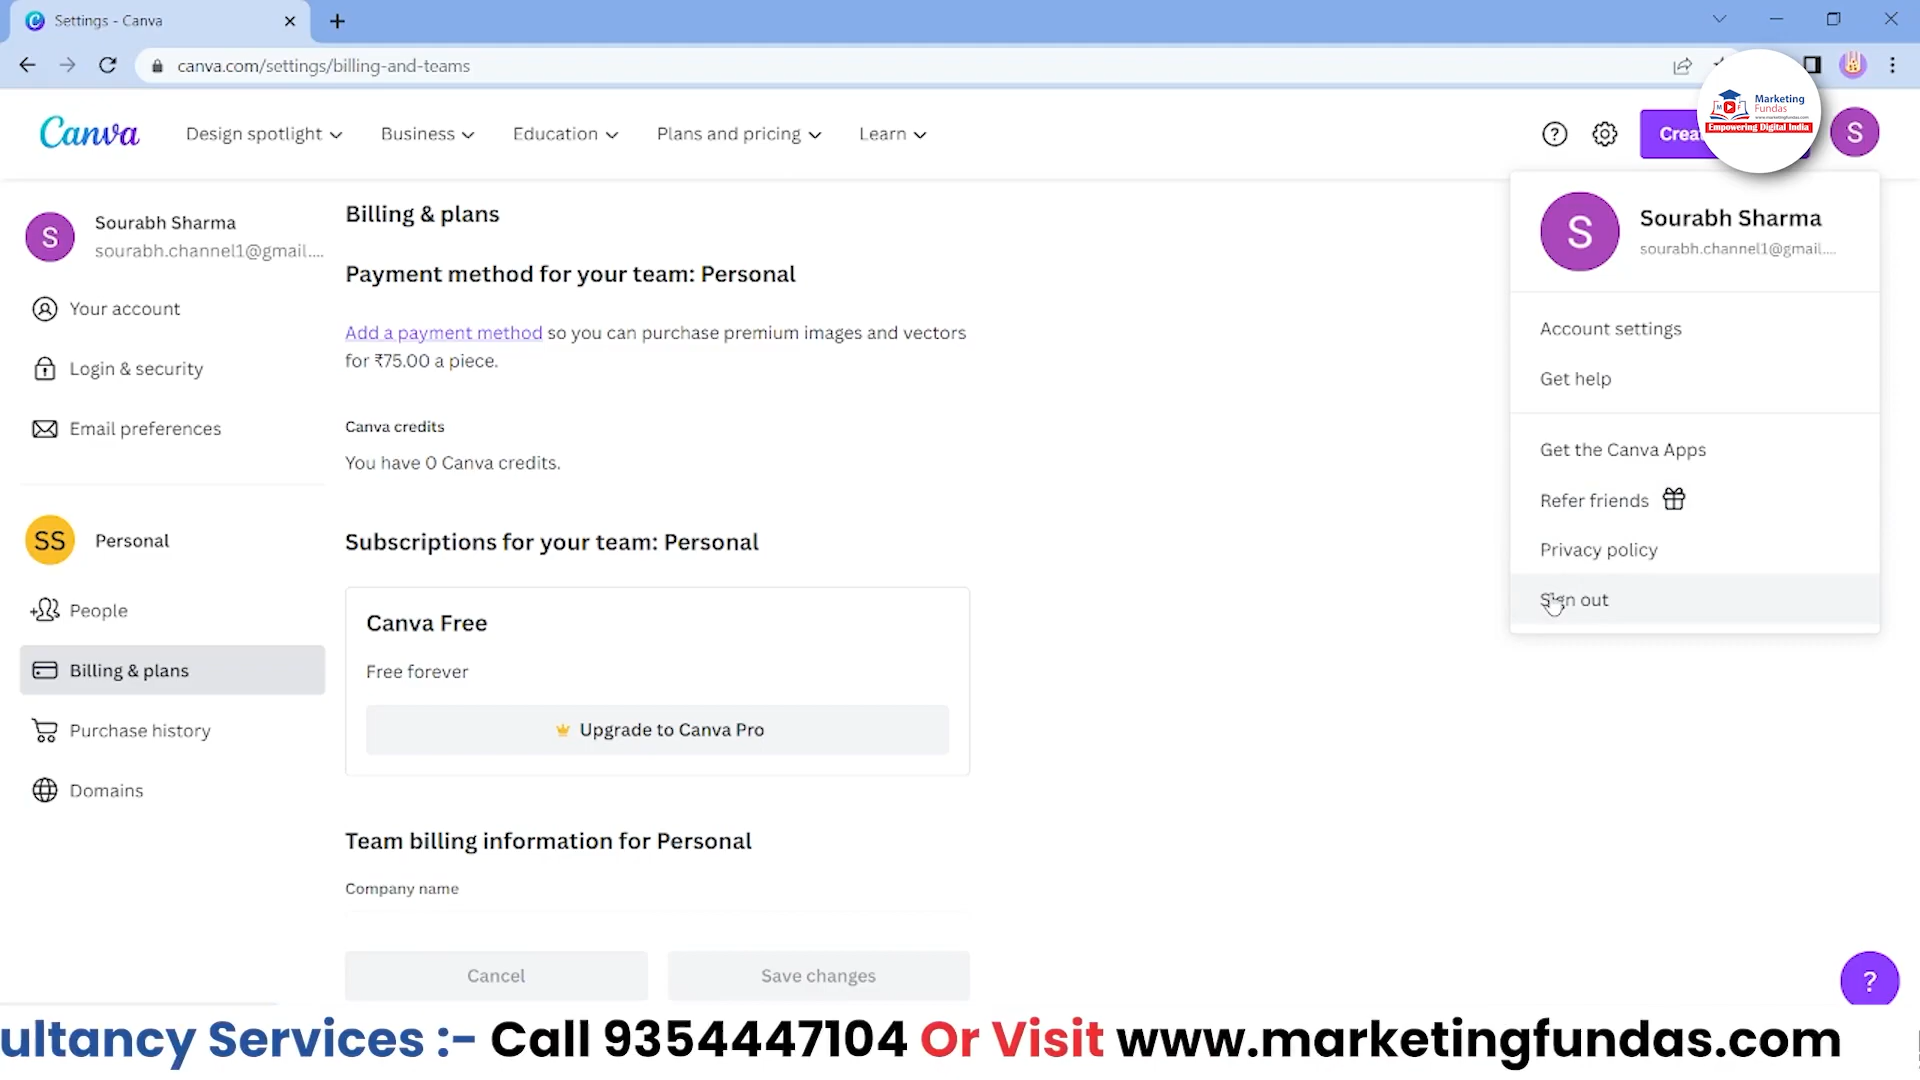 Settings - Canva
canva.com/settings/billing-and-teams
Canva
Design spotlight
Business
Education
Plans and pricing
Learn
Marketing
Fundas
www.marketingfundas.com
Empowering Digital India
S
S
Sourabh Sharma
sourabh.channel1@gmail....
Your account
Login & security
Email preferences
SS
Personal
People
Billing & plans
Purchase history
Domains
Billing & plans
Payment method for your team: Personal
Add a payment method so you can purchase premium images and vectors
for ₹75.00 a piece.
Canva credits
You have 0 Canva credits.
Subscriptions for your team: Personal
Canva Free
Free forever
Upgrade to Canva Pro
Team billing information for Personal
Company name
Cancel
Save changes
S
Sourabh Sharma
sourabh.channel1@gmail....
Account settings
Get help
Get the Canva Apps
Refer friends
Privacy policy
Sign out
?
ultancy Services :- Call 9354447104 Or Visit www.marketingfundas.com